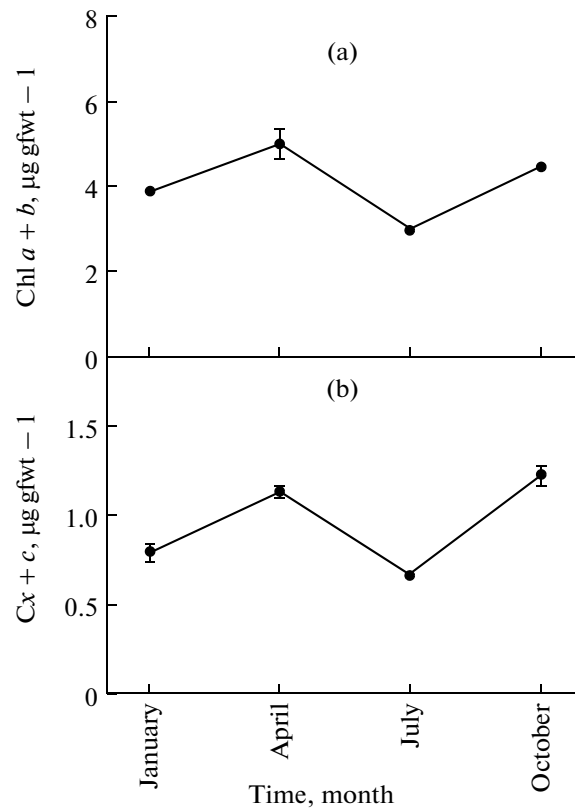 8
(a)
6
4
2
0
Chl a + b, µg gfwt − 1
(b)
1.5
1.0
0.5
0
Cx + c, µg gfwt − 1
January
April
July
October
Time, month